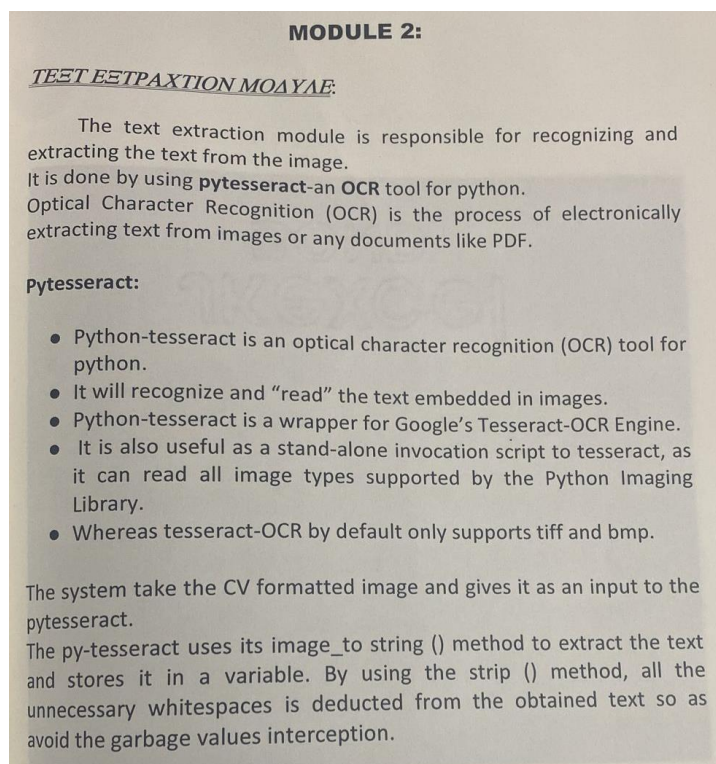 MODULE 2:
ΤΕΞΤ ΕΞΤΡΑΧΤΙΟΝ ΜΟΔΥΛΕ:
The text extraction module is responsible for recognizing and
extracting the text from the image.
It is done by using pytesseract-an OCR tool for python.
Optical Character Recognition (OCR) is the process of electronically
extracting text from images or any documents like PDF.
Pytesseract:
● Python-tesseract is an optical character recognition (OCR) tool for
python.
● It will recognize and “read” the text embedded in images.
● Python-tesseract is a wrapper for Google’s Tesseract-OCR Engine.
● It is also useful as a stand-alone invocation script to tesseract, as
it can read all image types supported by the Python Imaging
Library.
● Whereas tesseract-OCR by default only supports tiff and bmp.
The system take the CV formatted image and gives it as an input to the
pytesseract.
The py-tesseract uses its image_to string () method to extract the text
and stores it in a variable. By using the strip () method, all the
unnecessary whitespaces is deducted from the obtained text so as
avoid the garbage values interception.